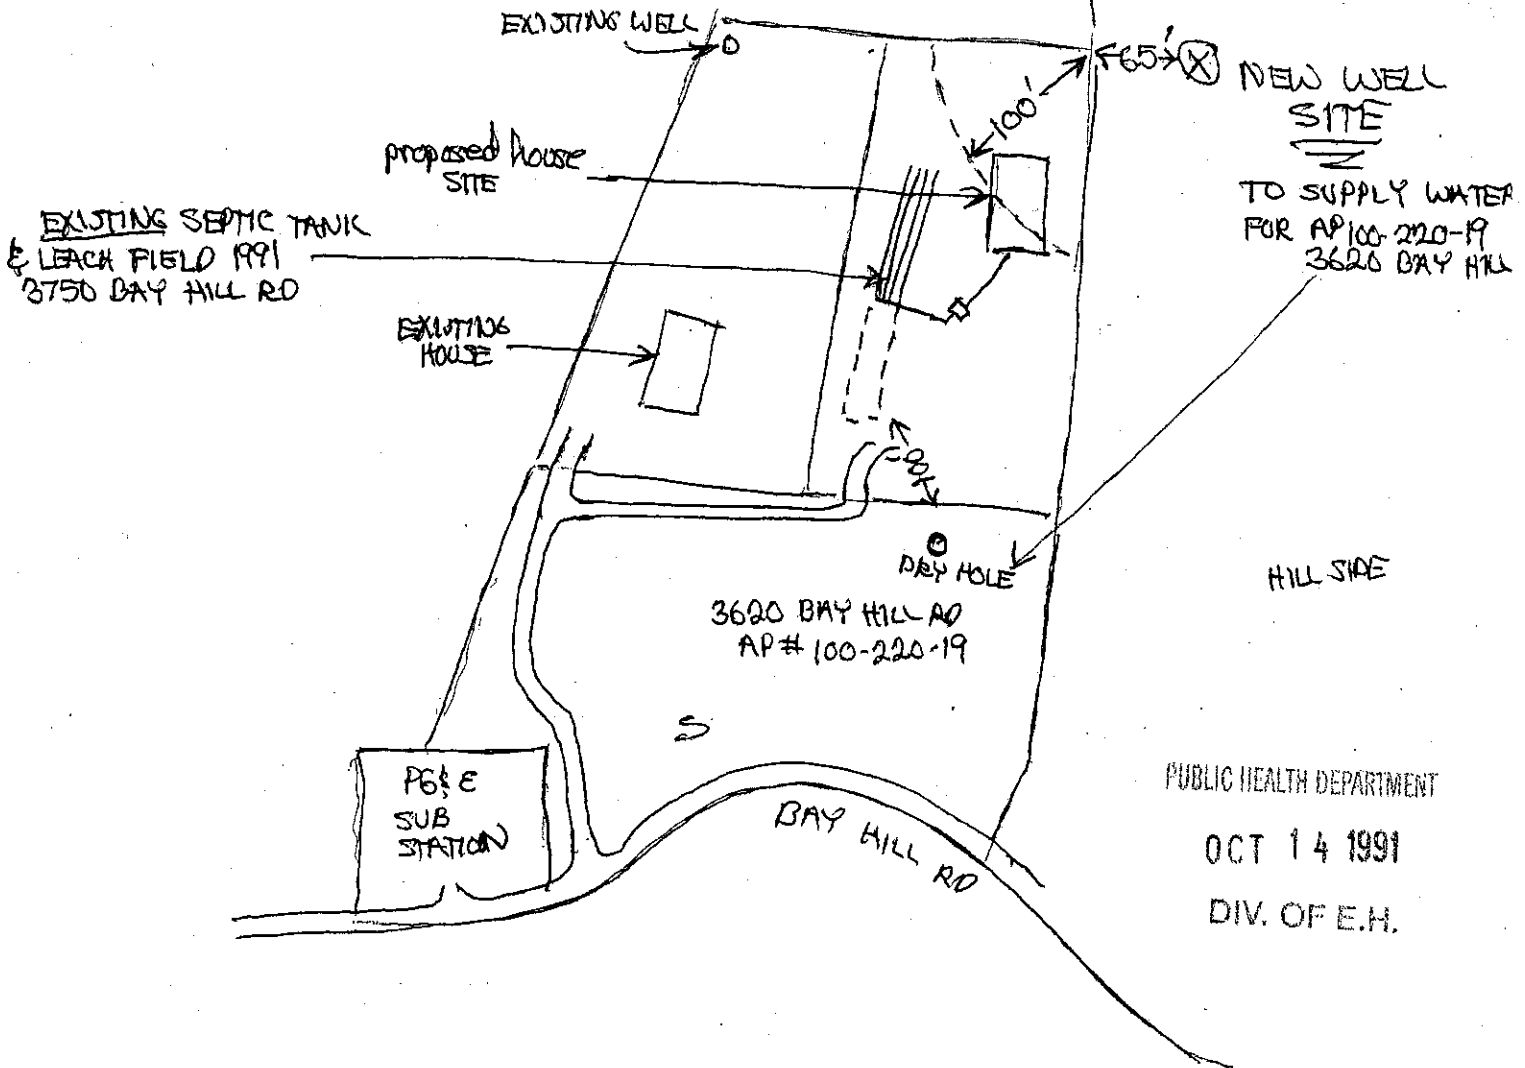 EXISTING WELL
65'
NEW WELL
SITE
100'
proposed house
SITE
TO SUPPLY WATER
FOR AP 100-220-19
3620 BAY HILL
EXISTING SEPTIC TANK
& LEACH FIELD 1991
3750 BAY HILL RD
EXISTING
HOUSE
100'
DRY HOLE
HILL SIDE
3620 BAY HILL RD
AP# 100-220-19
S
PG&E
SUB
STATION
BAY HILL RD
PUBLIC HEALTH DEPARTMENT
OCT 14 1991
DIV. OF E.H.